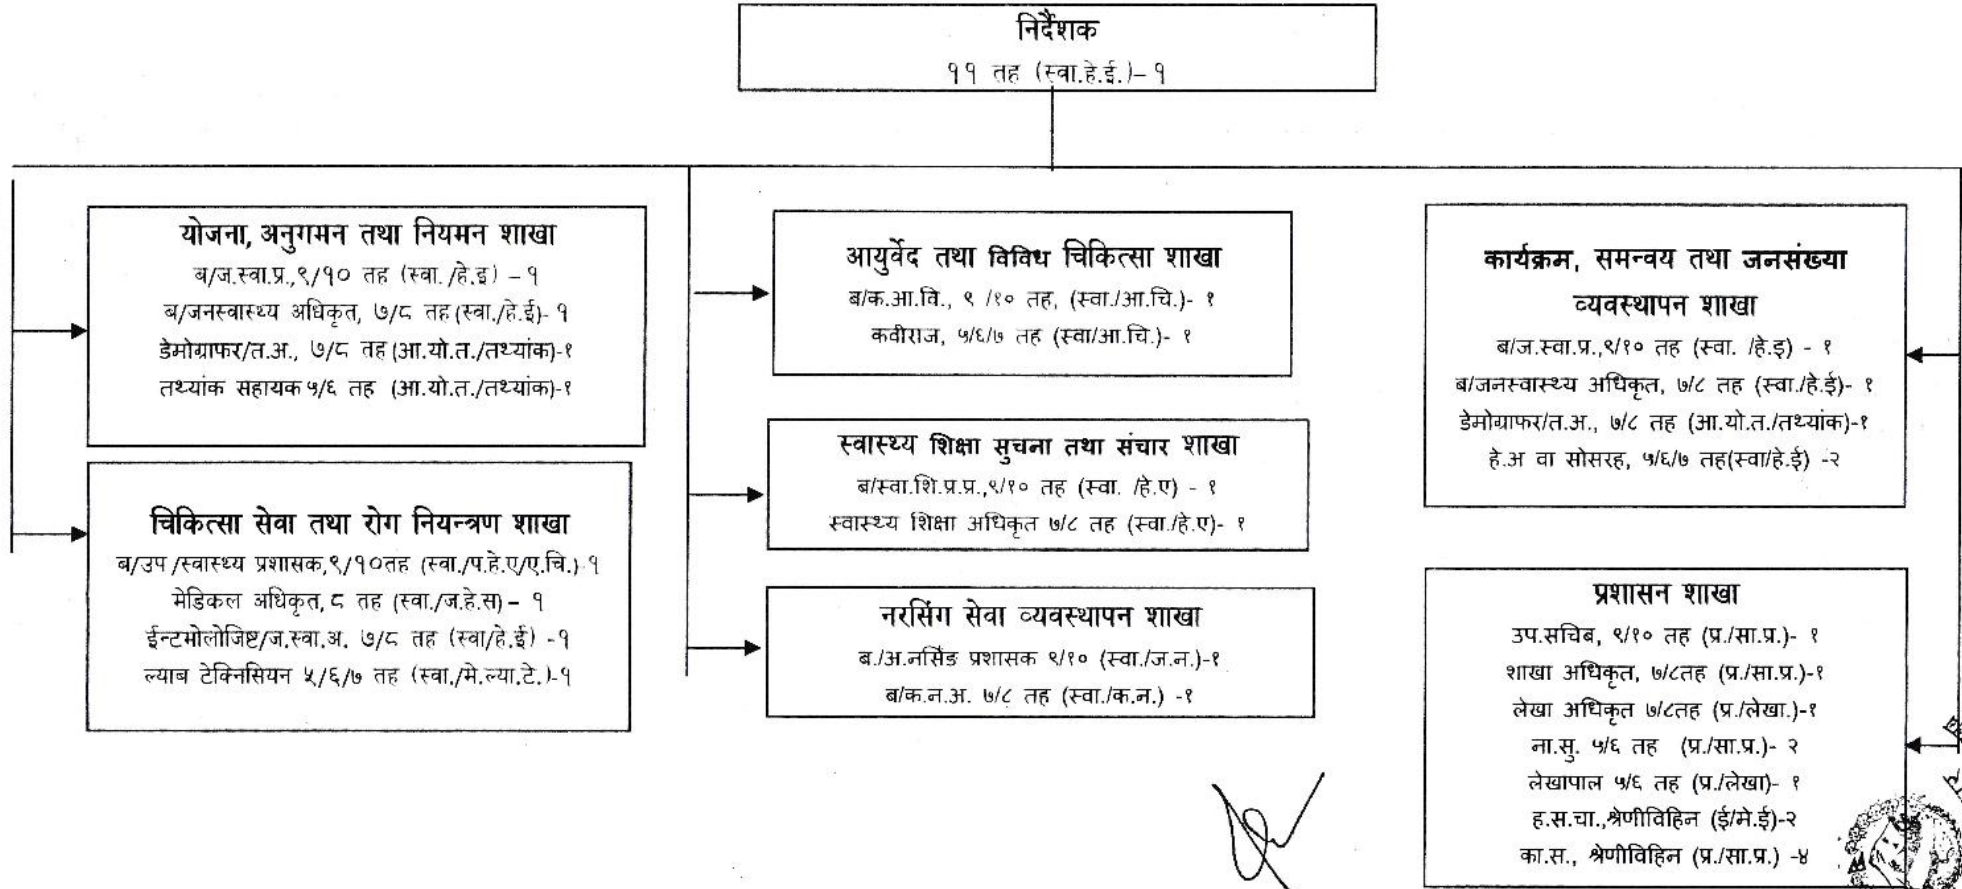 निर्देशक
११ तह (स्वा.हे.ई.)– १
योजना, अनुगमन तथा नियमन शाखा
ब/ज.स्वा.प्र.,९/१० तह (स्वा. /हे.इ) – १
ब/जनस्वास्थ्य अधिकृत, ७/८ तह (स्वा./हे.ई)- १
डेमोग्राफर/त.अ., ७/८ तह (आ.यो.त./तथ्यांक)-१
तथ्यांक सहायक ५/६ तह (आ.यो.त./तथ्यांक)-१
चिकित्सा सेवा तथा रोग नियन्त्रण शाखा
ब/उप /स्वास्थ्य प्रशासक,९/१०तह (स्वा./प.हे.ए/ए.चि.)-१
मेडिकल अधिकृत, ८ तह (स्वा./ज.हे.स) – १
ईन्टमोलोजिष्ट/ज.स्वा.अ. ७/८ तह (स्वा/हे.ई) -१
ल्याब टेक्निसियन ५/६/७ तह (स्वा./मे.ल्या.टे.)-१
आयुर्वेद तथा विविध चिकित्सा शाखा
ब/क.आ.वि., ९ /१० तह, (स्वा./आ.चि.)- १
कवीराज, ५/६/७ तह (स्वा/आ.चि.)- १
स्वास्थ्य शिक्षा सुचना तथा संचार शाखा
ब/स्वा.शि.प्र.प्र.,९/१० तह (स्वा. /हे.ए) - १
स्वास्थ्य शिक्षा अधिकृत ७/८ तह (स्वा./हे.ए)- १
नरसिंग सेवा व्यवस्थापन शाखा
ब./अ.नर्सिङ प्रशासक ९/१० (स्वा./ज.न.)-१
ब/क.न.अ. ७/८ तह (स्वा./क.न.) -१
कार्यक्रम, समन्वय तथा जनसंख्या
व्यवस्थापन शाखा
ब/ज.स्वा.प्र.,९/१० तह (स्वा. /हे.इ) - १
ब/जनस्वास्थ्य अधिकृत, ७/८ तह (स्वा./हे.ई)- १
डेमोग्राफर/त.अ., ७/८ तह (आ.यो.त./तथ्यांक)-१
हे.अ वा सोसरह, ५/६/७ तह(स्वा/हे.ई) -२
प्रशासन शाखा
उप.सचिब, ९/१० तह (प्र./सा.प्र.)- १
शाखा अधिकृत, ७/८तह (प्र./सा.प्र.)-१
लेखा अधिकृत ७/८तह (प्र./लेखा.)-१
ना.सु. ५/६ तह (प्र./सा.प्र.)- २
लेखापाल ५/६ तह (प्र./लेखा)- १
ह.स.चा.,श्रेणीविहिन (ई/मे.ई)-२
का.स., श्रेणीविहिन (प्र./सा.प्र.) -४